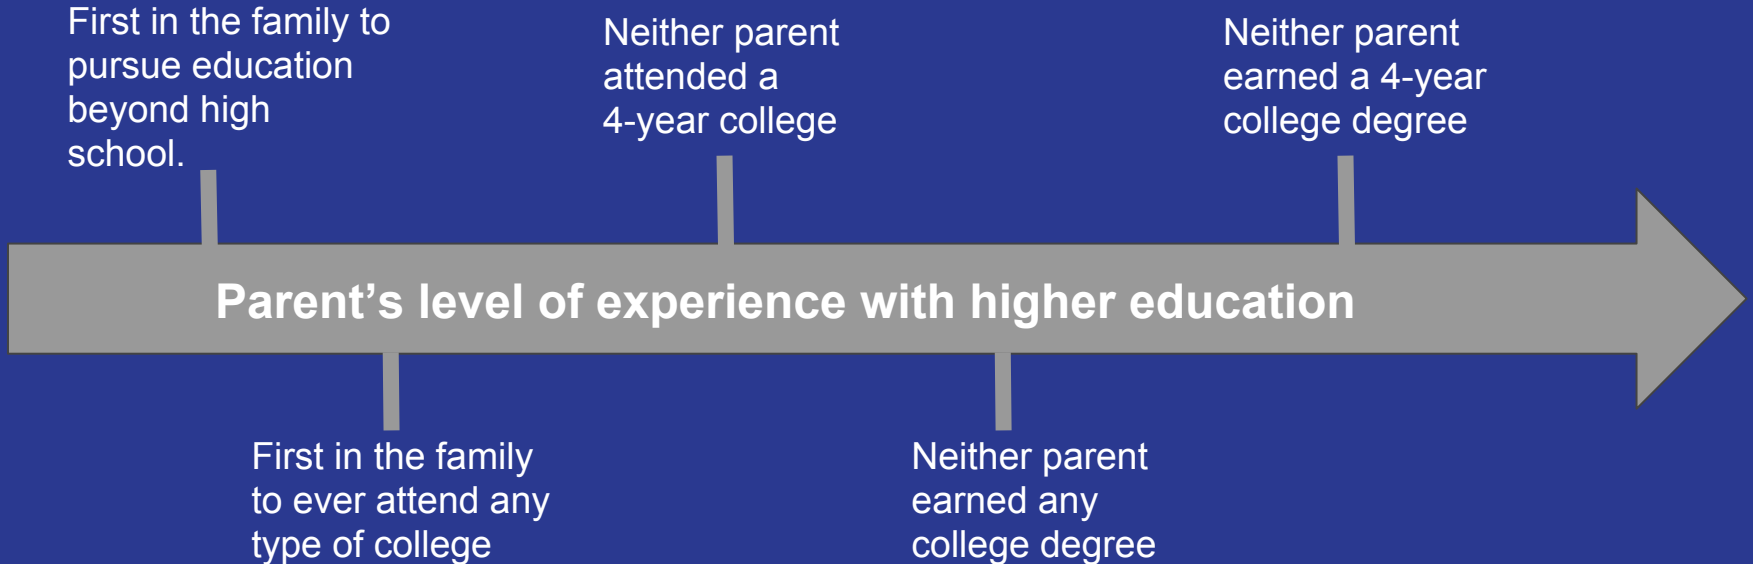 First in the family to
pursue education
beyond high
school.
Neither parent
attended a
4-year college
Neither parent
earned a 4-year
college degree
Parent’s level of experience with higher education
First in the family
to ever attend any
type of college
Neither parent
earned any
college degree